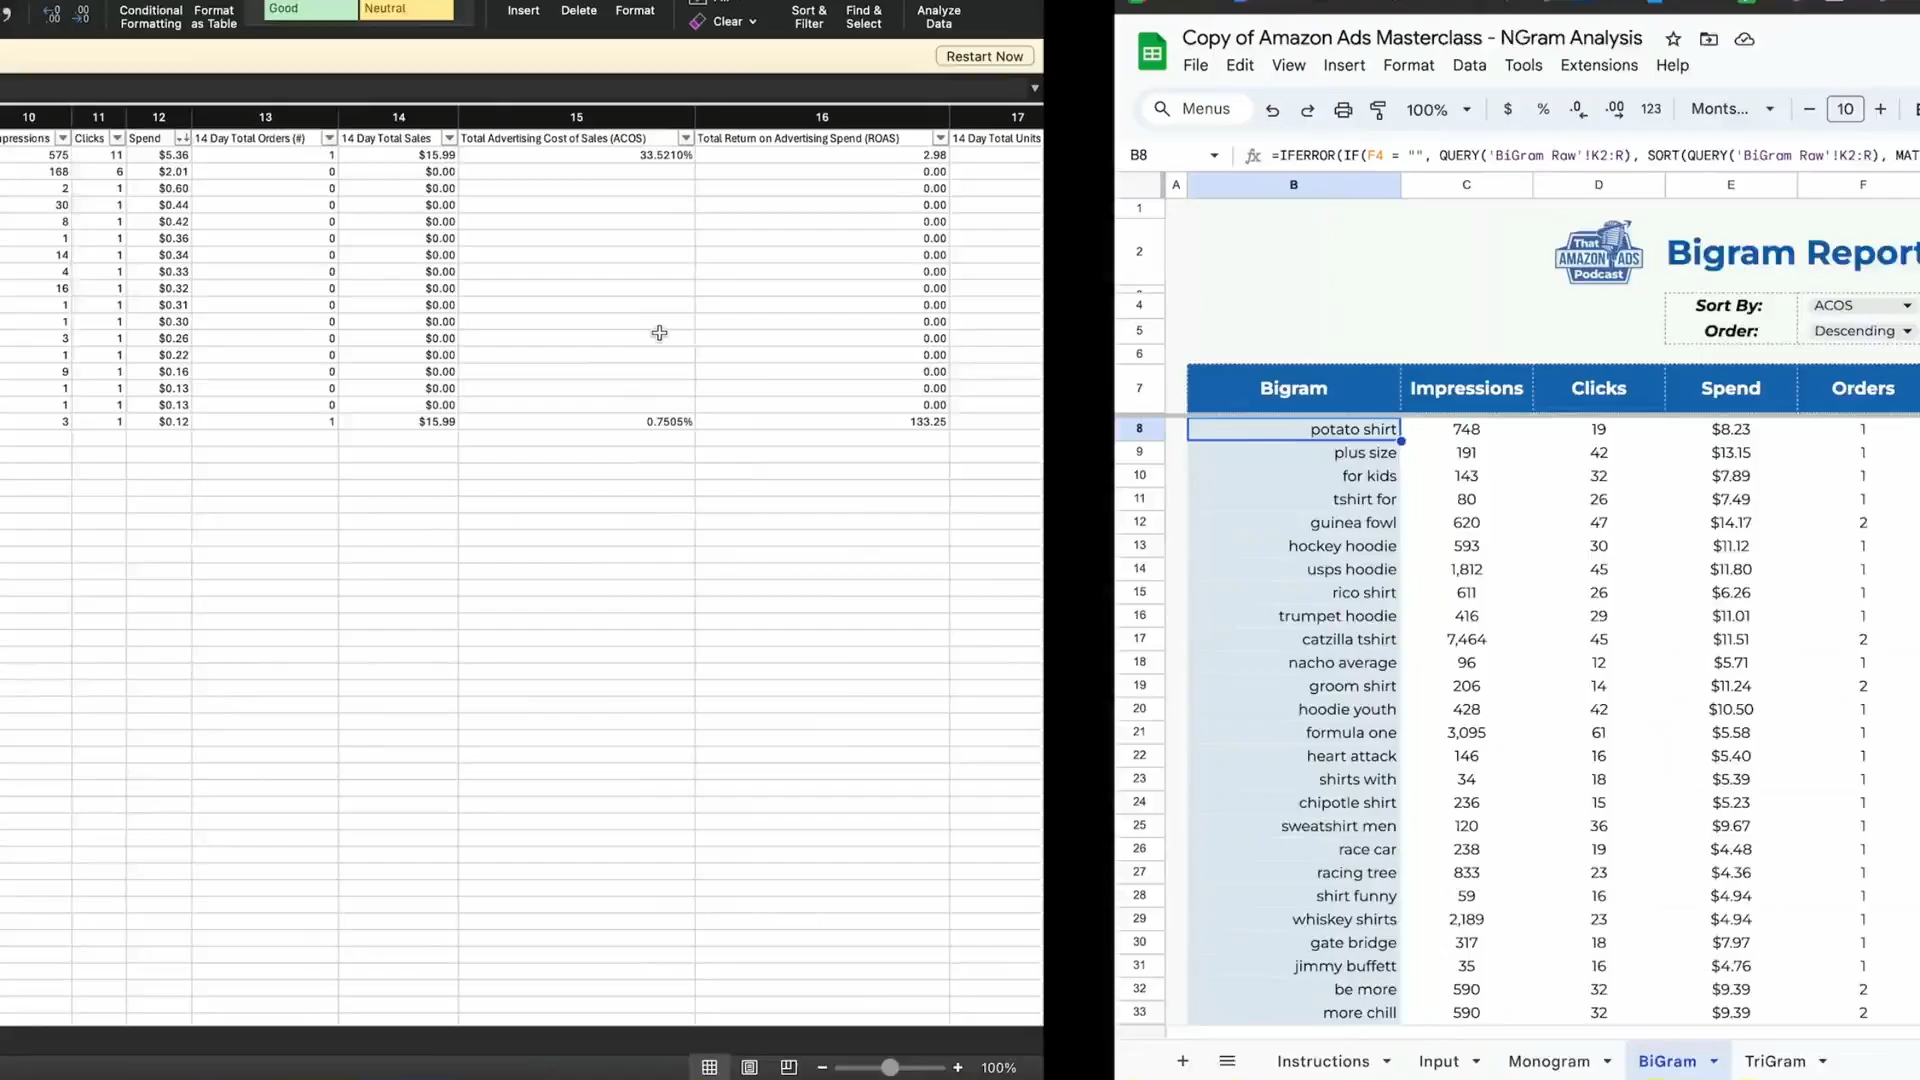 Conditional Formatting
Format as Table
Good
Neutral
Insert
Delete
Format
Clear
Sort & Filter
Find & Select
Analyze Data
Restart Now
10 11 12 13 14 15 16 17
Clicks Spend 14 Day Total Orders (#) 14 Day Total Sales Total Advertising Cost of Sales (ACOS) Total Return on Advertising Spend (ROAS) 14 Day Total Units
575 11 $5.36 1 $15.99 33.5210% 2.98
168 6 $2.01 0 $0.00 0.00
2 1 $0.60 0 $0.00 0.00
30 1 $0.44 0 $0.00 0.00
8 1 $0.42 0 $0.00 0.00
1 1 $0.36 0 $0.00 0.00
14 1 $0.34 0 $0.00 0.00
4 1 $0.33 0 $0.00 0.00
16 1 $0.32 0 $0.00 0.00
1 1 $0.31 0 $0.00 0.00
1 1 $0.30 0 $0.00 0.00
3 1 $0.26 0 $0.00 0.00
1 1 $0.22 0 $0.00 0.00
9 1 $0.16 0 $0.00 0.00
1 1 $0.13 0 $0.00 0.00
1 1 $0.13 0 $0.00 0.00
3 1 $0.12 1 $15.99 0.7505% 133.25
100%
Copy of Amazon Ads Masterclass - NGram Analysis
File Edit View Insert Format Data Tools Extensions Help
Menus 100% $ % .0 .00 123 Monts... 10
B8 fx =IFERROR(IF(F4 = "", QUERY('BiGram Raw'!K2:R), SORT(QUERY('BiGram Raw'!K2:R), MAT
A B C D E F
1
2 That AMAZON ADS Podcast Bigram Report
4 Sort By: ACOS
5 Order: Descending
6
7 Bigram Impressions Clicks Spend Orders
8 potato shirt 748 19 $8.23 1
9 plus size 191 42 $13.15 1
10 for kids 143 32 $7.89 1
11 tshirt for 80 26 $7.49 1
12 guinea fowl 620 47 $14.17 2
13 hockey hoodie 593 30 $11.12 1
14 usps hoodie 1,812 45 $11.80 1
15 rico shirt 611 26 $6.26 1
16 trumpet hoodie 416 29 $11.01 1
17 catzilla tshirt 7,464 45 $11.51 2
18 nacho average 96 12 $5.71 1
19 groom shirt 206 14 $11.24 2
20 hoodie youth 428 42 $10.50 1
21 formula one 3,095 61 $5.58 1
22 heart attack 146 16 $5.40 1
23 shirts with 34 18 $5.39 1
24 chipotle shirt 236 15 $5.23 1
25 sweatshirt men 120 36 $9.67 1
26 race car 238 19 $4.48 1
27 racing tree 833 23 $4.36 1
28 shirt funny 59 16 $4.94 1
29 whiskey shirts 2,189 23 $4.94 1
30 gate bridge 317 18 $7.97 1
31 jimmy buffett 35 16 $4.76 1
32 be more 590 32 $9.39 2
33 more chill 590 32 $9.39 2
Instructions Input Monogram BiGram TriGram